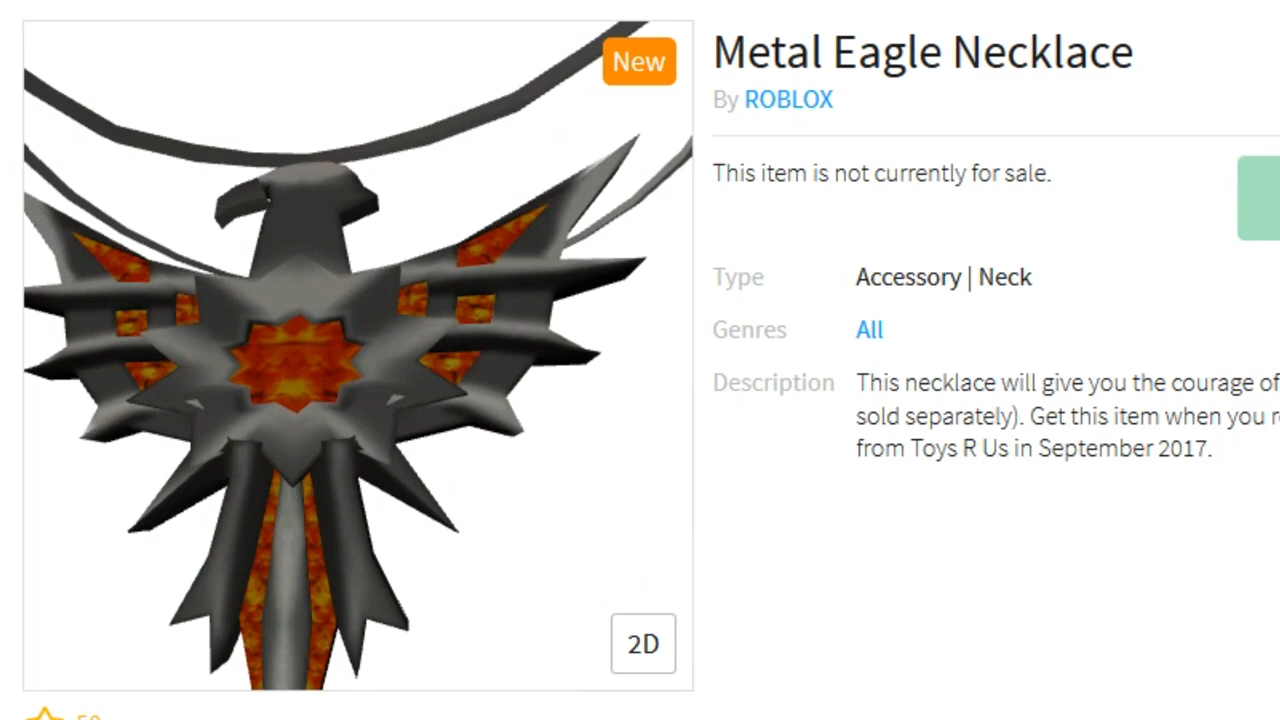 New
Metal Eagle Necklace
By ROBLOX
This item is not currently for sale.
Type Accessory | Neck
Genres All
Description This necklace will give you the courage of
sold separately). Get this item when you r
from Toys R Us in September 2017.
2D